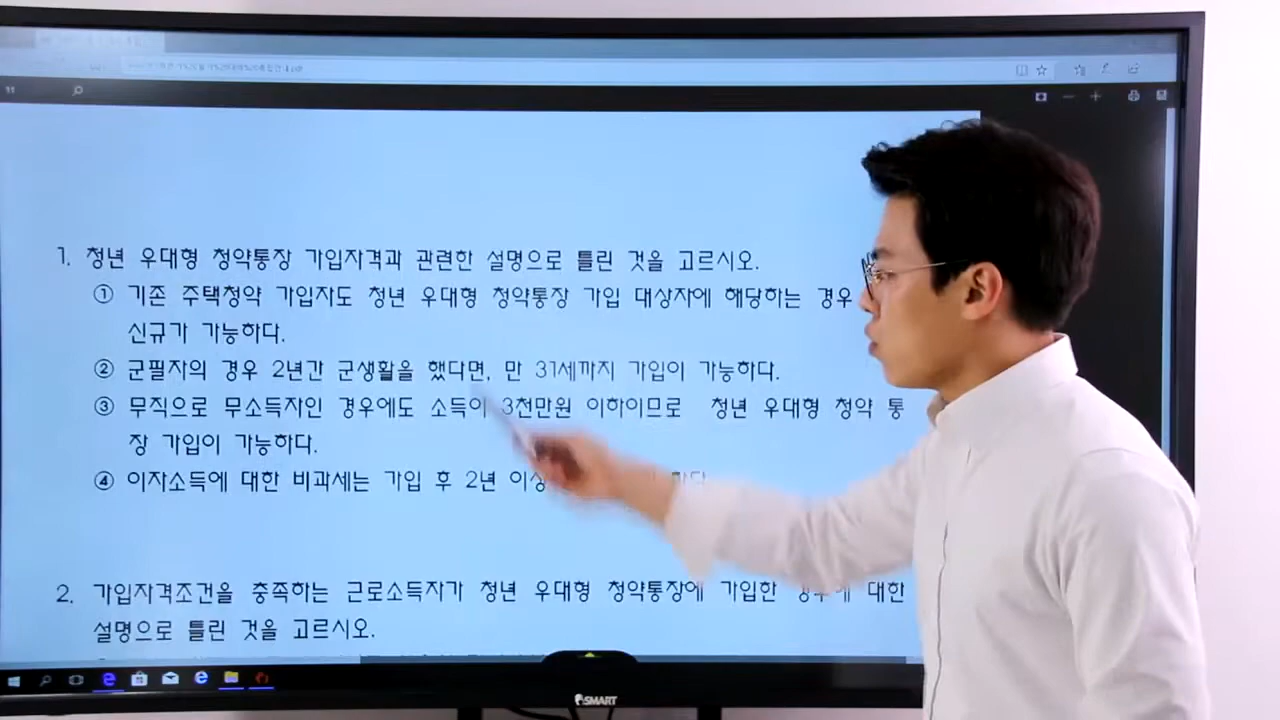 1. 청년 우대형 청약통장 가입자격과 관련한 설명으로 틀린 것을 고르시오.
① 기존 주택청약 가입자도 청년 우대형 청약통장 가입 대상자에 해당하는 경우
신규가 가능하다.
② 군필자의 경우 2년간 군생활을 했다면, 만 31세까지 가입이 가능하다.
③ 무직으로 무소득자인 경우에도 소득이 3천만원 이하이므로 청년 우대형 청약 통
장 가입이 가능하다.
④ 이자소득에 대한 비과세는 가입 후 2년 이상
2. 가입자격조건을 충족하는 근로소득자가 청년 우대형 청약통장에 가입한 경우에 대한
설명으로 틀린 것을 고르시오.
SMART